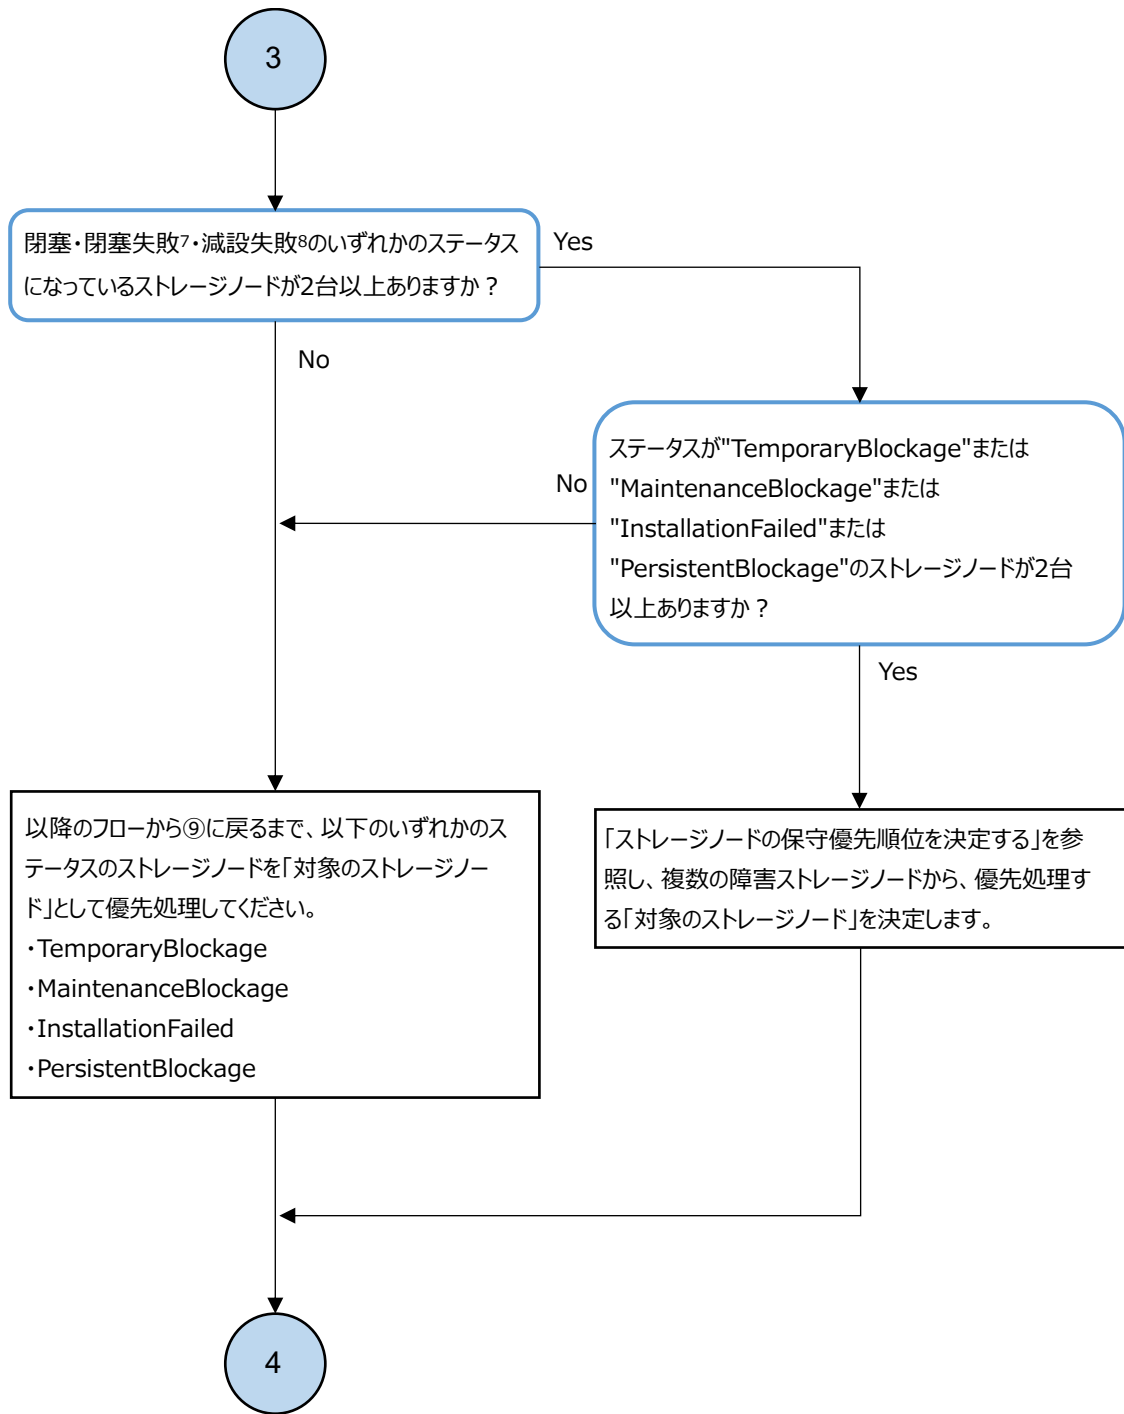 3
閉塞・閉塞失敗7・減設失敗8のいずれかのステータス
になっているストレージノードが2台以上ありますか？
Yes
No
ステータスが"TemporaryBlockage"または
"MaintenanceBlockage"または
"InstallationFailed"または
"PersistentBlockage"のストレージノードが2台
以上ありますか？
No
Yes
以降のフローから⑨に戻るまで、以下のいずれかのス
テータスのストレージノードを「対象のストレージノー
ド」として優先処理してください。
・TemporaryBlockage
・MaintenanceBlockage
・InstallationFailed
・PersistentBlockage
「ストレージノードの保守優先順位を決定する」を参
照し、複数の障害ストレージノードから、優先処理す
る「対象のストレージノード」を決定します。
4